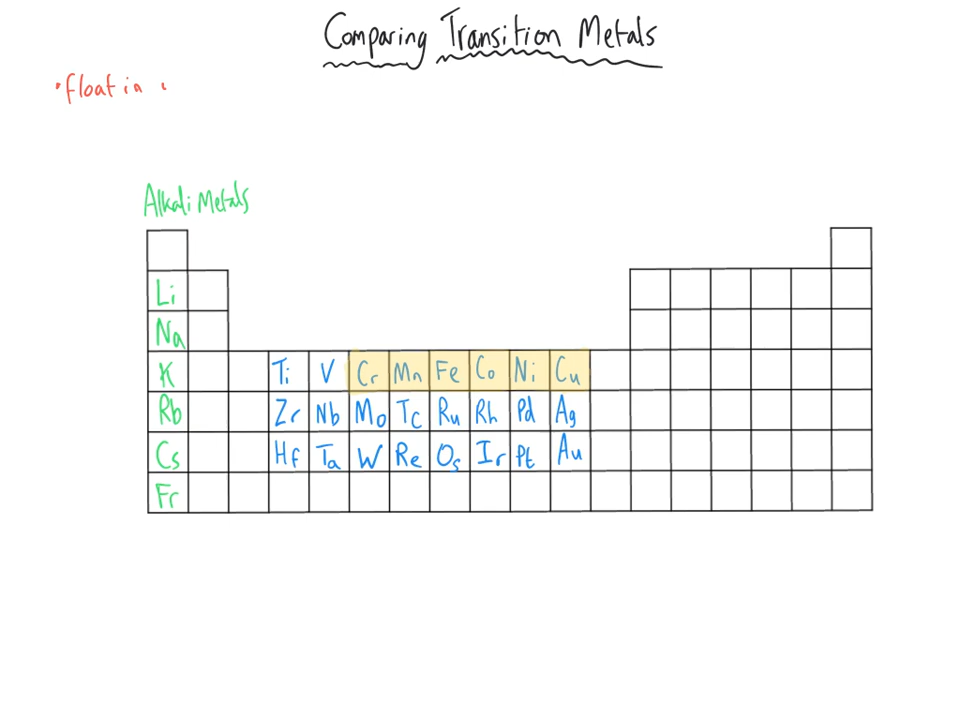 Comparing Transition Metals
• Float in
Alkali Metals
Li
Na
K Ti V Cr Mn Fe Co Ni Cu
Rb Zr Nb Mo Tc Ru Rh Pd Ag
Cs Hf Ta W Re Os Ir Pt Au
Fr